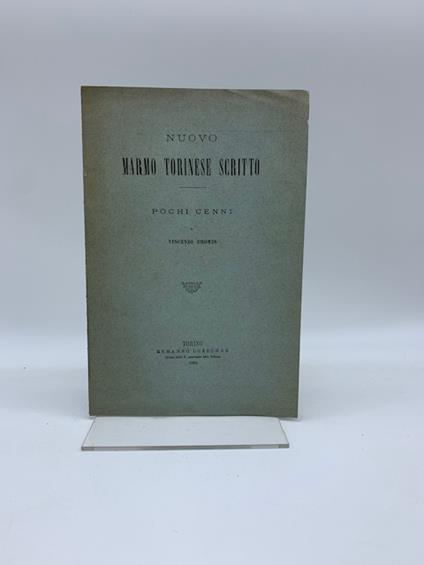 NUOVO
MARMO TORINESE SCRITTO
POCHI CENNI
VINCENZO PROMIS
TORINO
ERMANNO LOESCHER